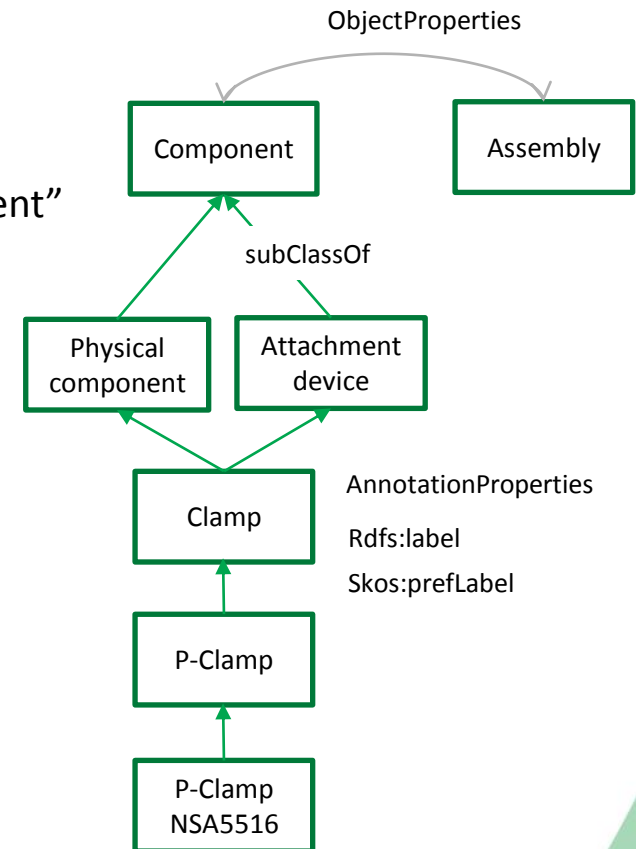 ObjectProperties
Component
Assembly
ent”
subClassOf
Physical
component
Attachment
device
Clamp
AnnotationProperties
Rdfs:label
Skos:prefLabel
P-Clamp
P-Clamp
NSA5516